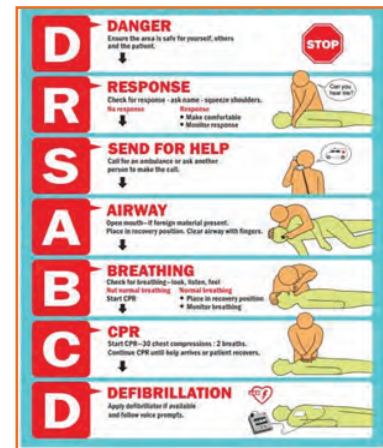 D
DANGER
Ensure the area is safe for yourself, others
and the patient.
STOP
R
RESPONSE
Check for response - ask name - squeeze shoulders.
No response
Response
• Make comfortable
• Monitor response
Can you
hear me?
S
SEND FOR HELP
Call for an ambulance or ask another
person to make the call.
A
AIRWAY
Open mouth—if foreign material present.
Place in recovery position. Clear airway with fingers.
B
BREATHING
Check for breathing—look, listen, feel
Not normal breathing
Start CPR
Normal breathing
• Place in recovery position
• Monitor breathing
C
CPR
Start CPR—30 chest compressions : 2 breaths.
Continue CPR until help arrives or patient recovers.
D
DEFIBRILLATION
Apply defibrillator if available
and follow voice prompts.